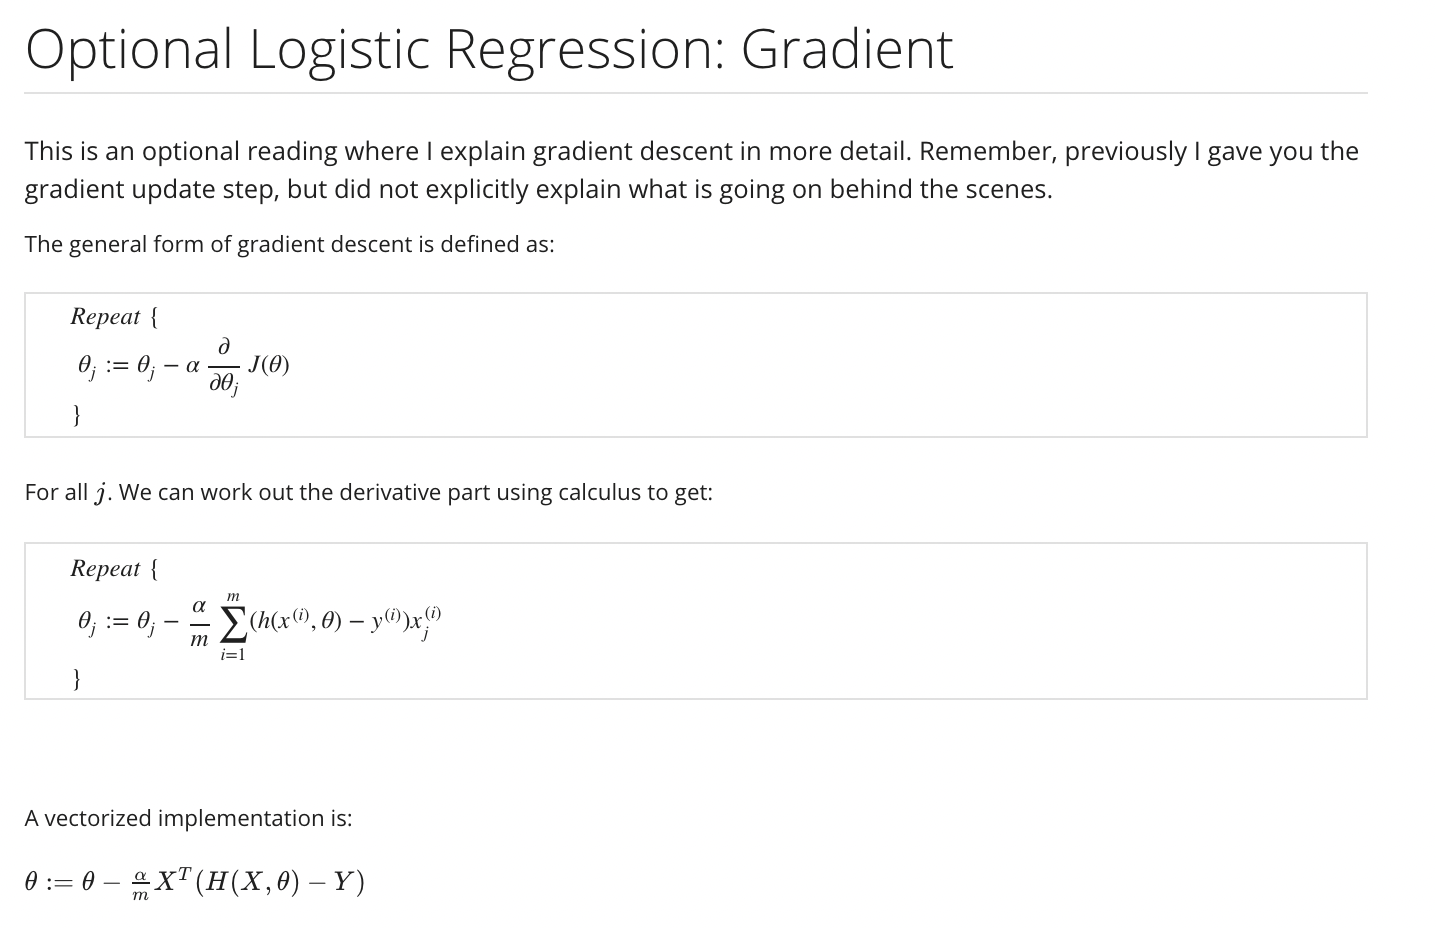 Optional Logistic Regression: Gradient
This is an optional reading where I explain gradient descent in more detail. Remember, previously I gave you the
gradient update step, but did not explicitly explain what is going on behind the scenes.
The general form of gradient descent is defined as:
Repeat {
θ_j := θ_j − α ∂/∂θ_j J(θ)
}
For all j. We can work out the derivative part using calculus to get:
Repeat {
θ_j := θ_j − α/m ∑_{i=1}^{m} (h(x^{(i)}, θ) − y^{(i)})x_j^{(i)}
}
A vectorized implementation is:
θ := θ − α/m X^T (H(X, θ) − Y)